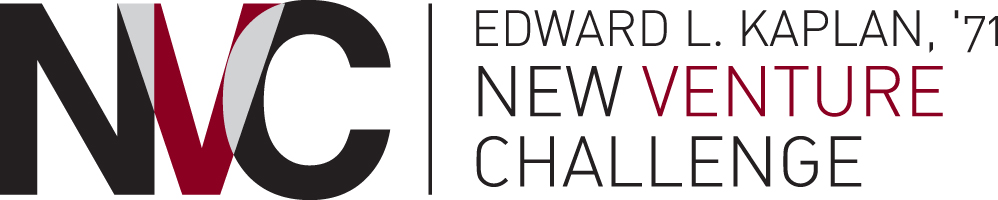 NVC
EDWARD L. KAPLAN, '71
NEW VENTURE
CHALLENGE